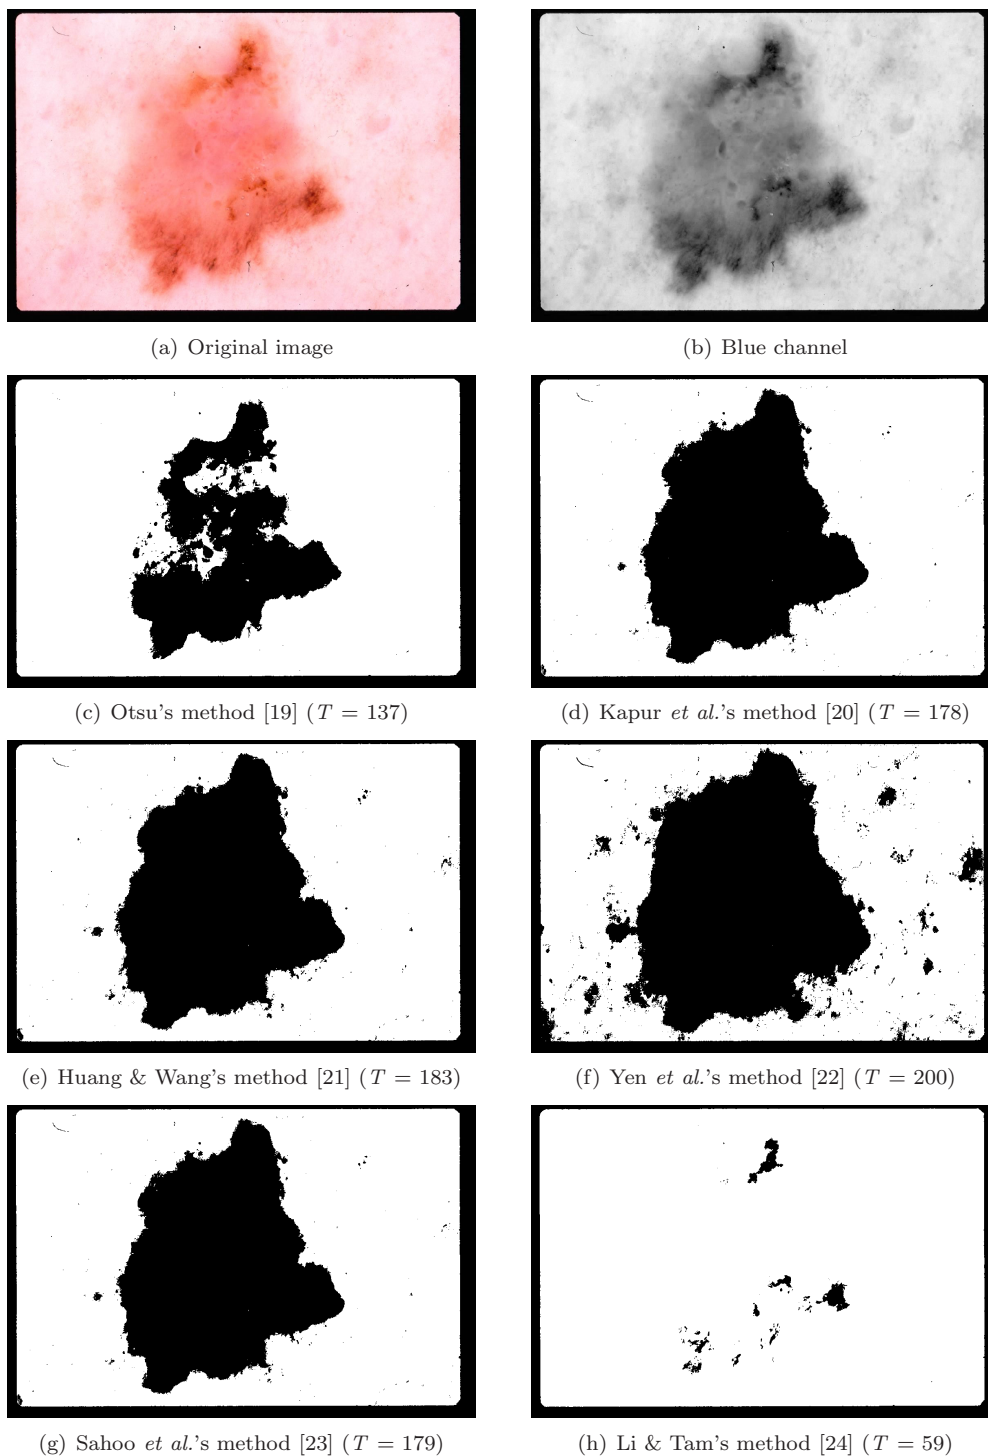 (a) Original image
(b) Blue channel
(c) Otsu's method [19] (T = 137)
(d) Kapur et al.'s method [20] (T = 178)
(e) Huang & Wang's method [21] (T = 183)
(f) Yen et al.'s method [22] (T = 200)
(g) Sahoo et al.'s method [23] (T = 179)
(h) Li & Tam's method [24] (T = 59)